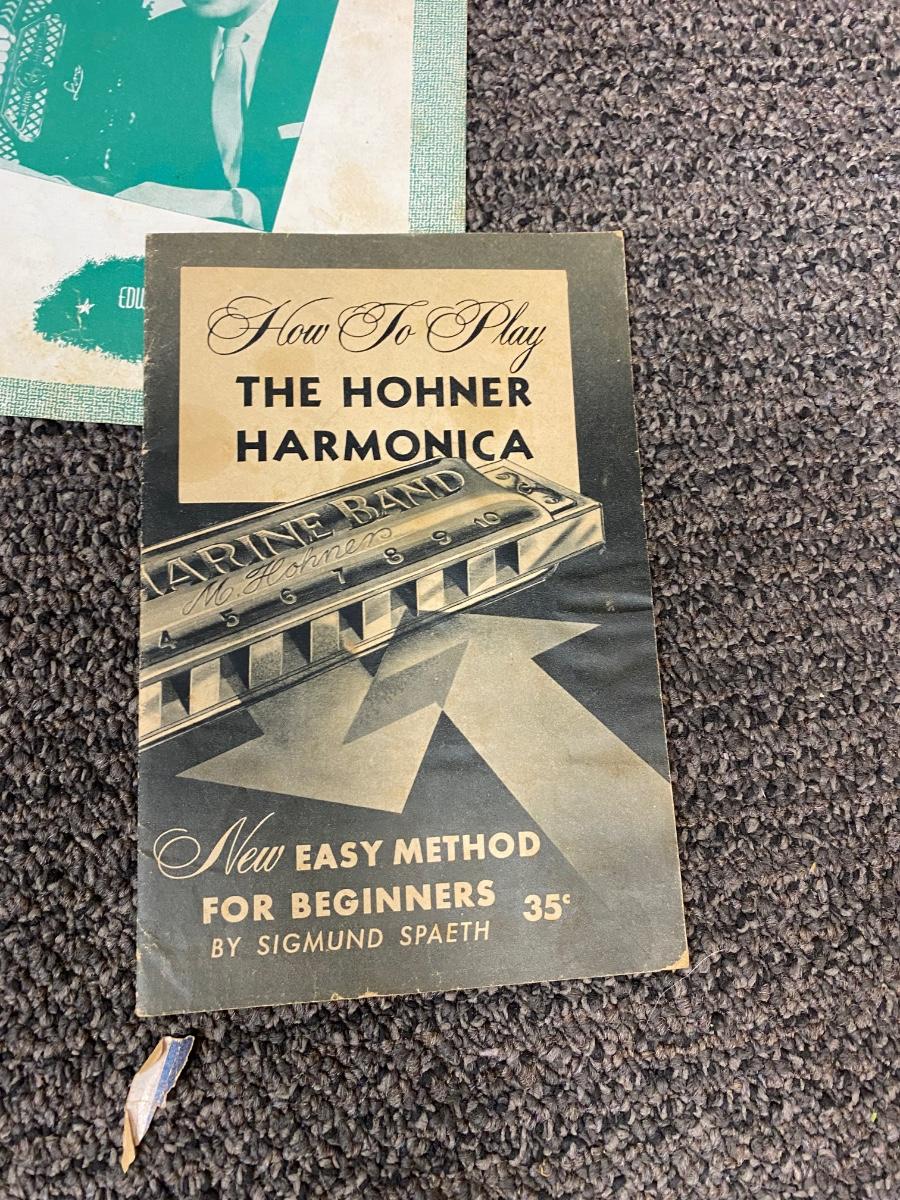 EDW
How To Play
THE HOHNER
HARMONICA
MARINE BAND
M. Hohner
4 5 6 7 8 9 10
New EASY METHOD
FOR BEGINNERS 35¢
BY SIGMUND SPAETH